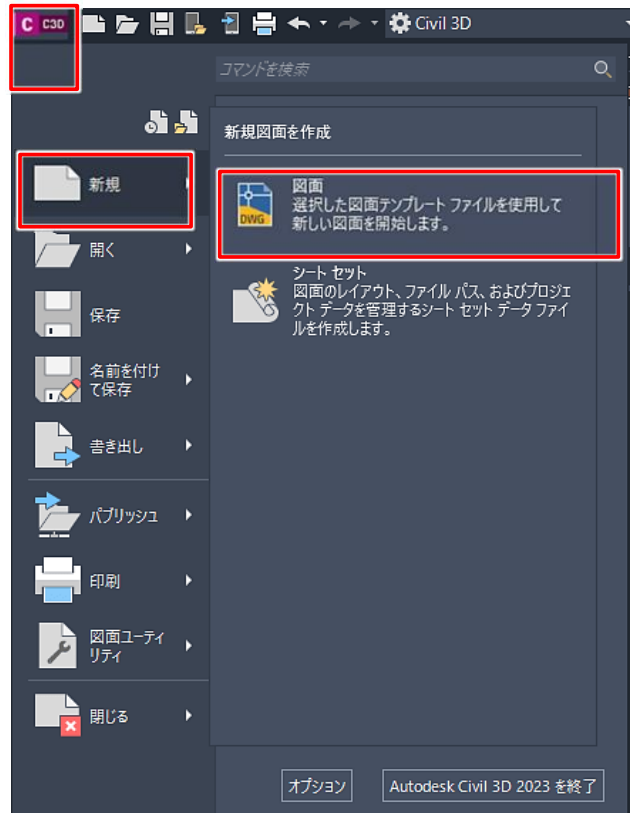 C C3D
Civil 3D
コマンドを検索
新規図面を作成
新規
図面
選択した図面テンプレート ファイルを使用して
新しい図面を開始します。
DWG
開く
シート セット
図面のレイアウト、ファイル パス、およびプロジェ
クト データを管理するシート セット データ ファイ
ルを作成します。
保存
名前を付け
て保存
書き出し
パブリッシュ
印刷
図面ユーティ
リティ
閉じる
オプション
Autodesk Civil 3D 2023 を終了